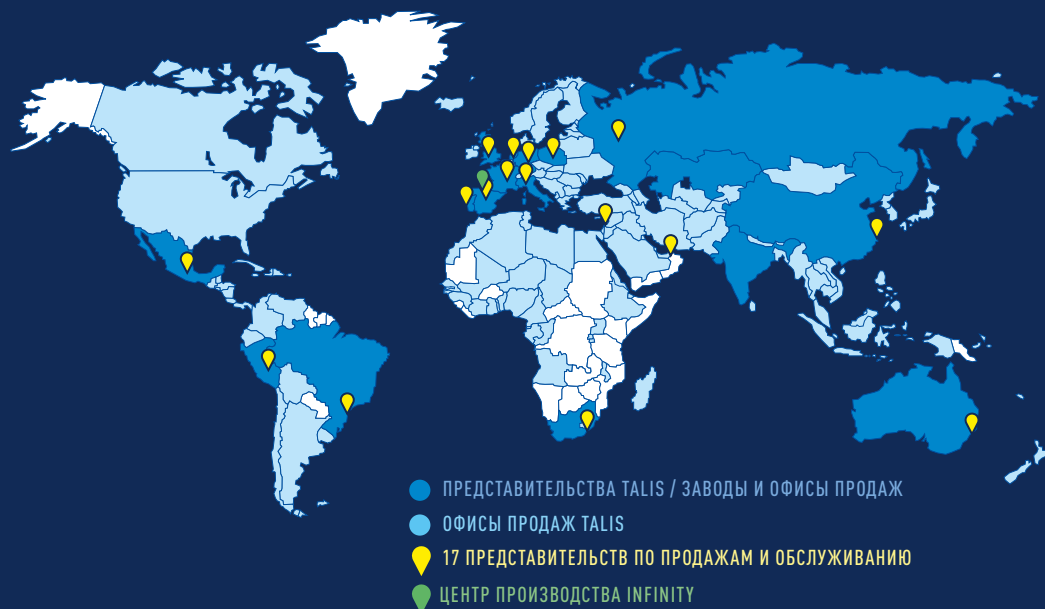 ПРЕДСТАВИТЕЛЬСТВА TALIS / ЗАВОДЫ И ОФИСЫ ПРОДАЖ
ОФИСЫ ПРОДАЖ TALIS
17 ПРЕДСТАВИТЕЛЬСТВ ПО ПРОДАЖАМ И ОБСЛУЖИВАНИЮ
ЦЕНТР ПРОИЗВОДСТВА INFINITY